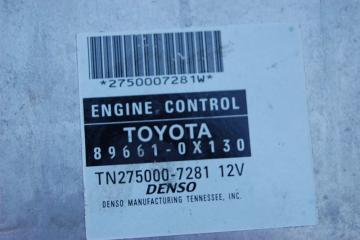 *2750007281W*
ENGINE CONTROL
TOYOTA
89661-0X130
TN275000-7281 12V
DENSO
DENSO MANUFACTURING TENNESSEE, INC.